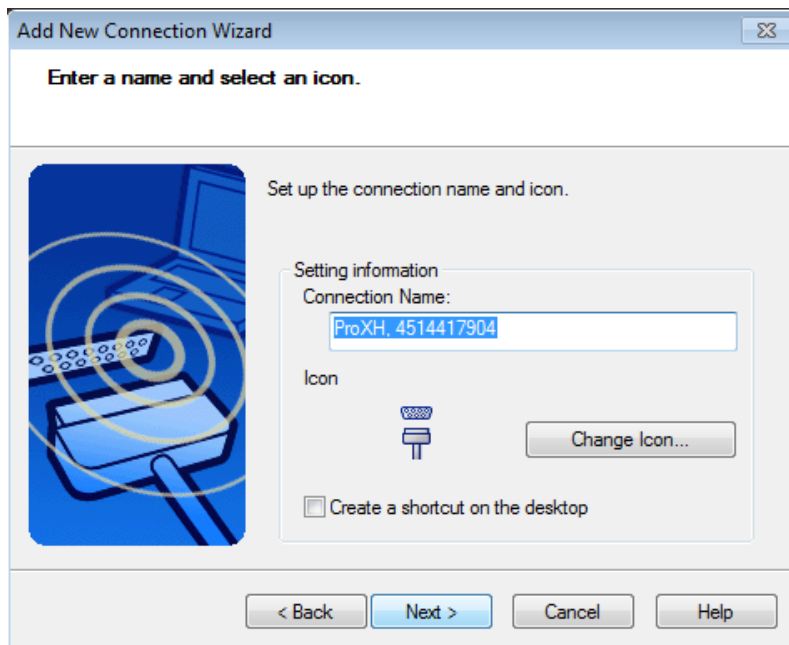 Add New Connection Wizard
Enter a name and select an icon.
Set up the connection name and icon.
Setting information
Connection Name:
ProXH, 4514417904
Icon
Change Icon...
Create a shortcut on the desktop
< Back
Next >
Cancel
Help